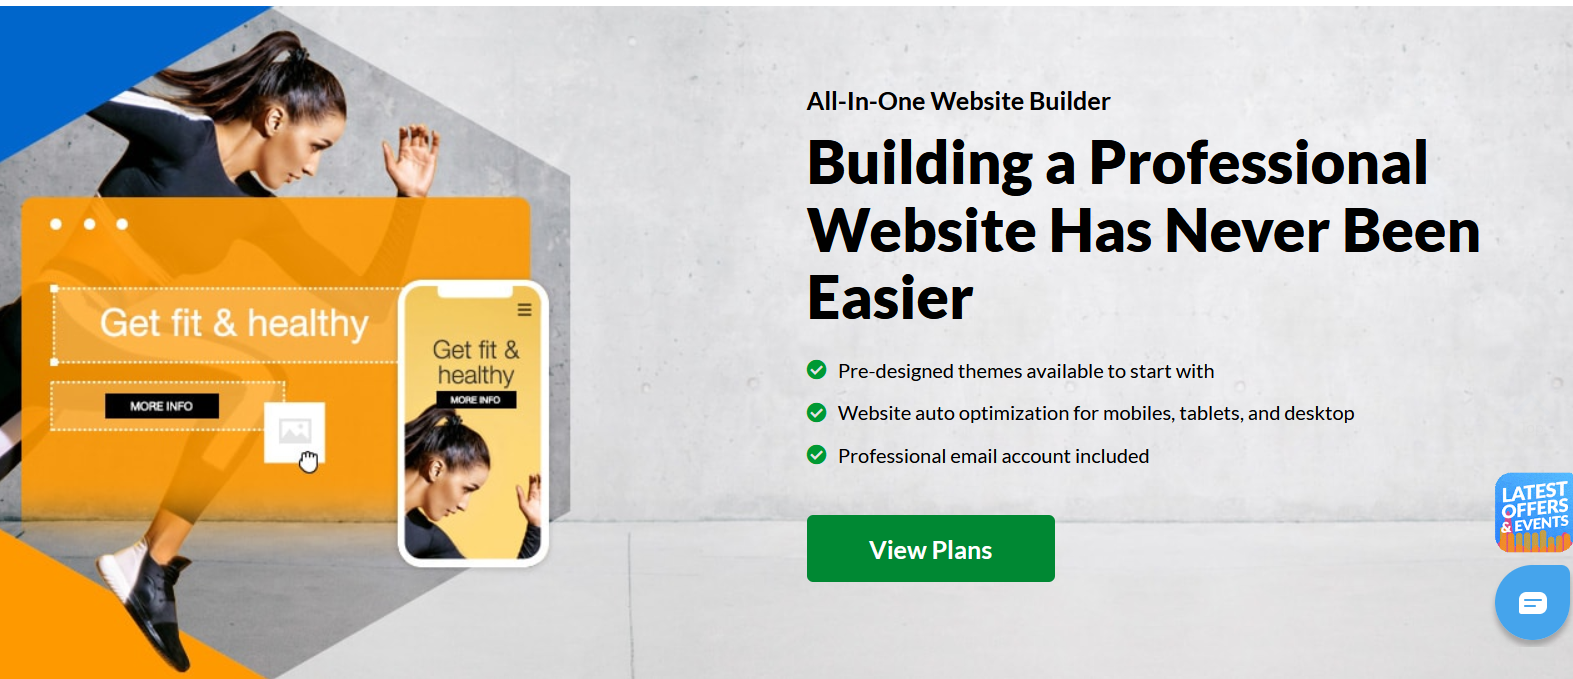 All-In-One Website Builder
Building a Professional
Website Has Never Been
Easier
Pre-designed themes available to start with
Website auto optimization for mobiles, tablets, and desktop
Professional email account included
View Plans
Get fit & healthy
MORE INFO
Get fit &
healthy
MORE INFO
LATEST
OFFERS
& EVENTS